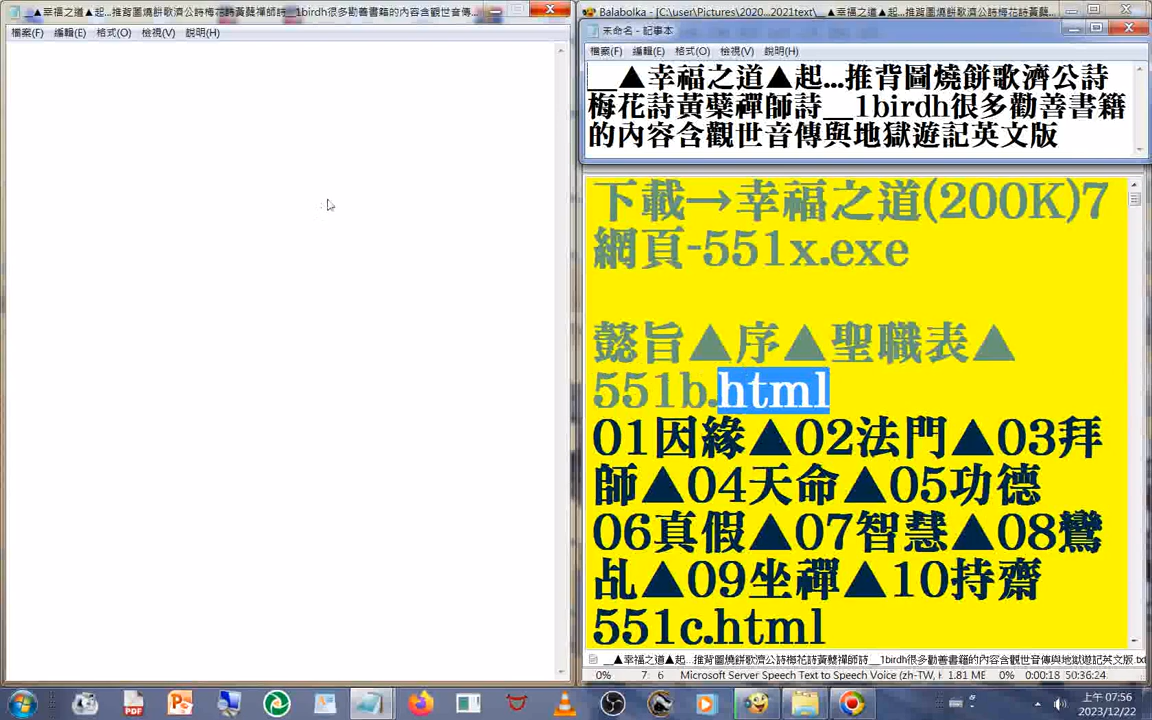 __▲幸福之道▲起...推背圖燒餅歌濟公詩梅花詩黃蘗禪師詩__1birdh很多勸善書籍的內容含觀世音傳...
檔案(F) 編輯(E) 格式(O) 檢視(V) 說明(H)
Balabolka - [C:\user\Pictures\2020...2021text\__▲幸福之道▲起...推背圖燒餅歌濟公詩梅花詩黃蘗...
未命名 - 記事本
檔案(F) 編輯(E) 格式(O) 檢視(V) 說明(H)
__▲幸福之道▲起...推背圖燒餅歌濟公詩
梅花詩黃蘗禪師詩__1birdh很多勸善書籍
的內容含觀世音傳與地獄遊記英文版
下載→幸福之道(200K)7
網頁-551x.exe
懿旨▲序▲聖職表▲
551b.html
01因緣▲02法門▲03拜
師▲04天命▲05功德
06真假▲07智慧▲08鸞
乩▲09坐禪▲10持齋
551c.html
__▲幸福之道▲起...推背圖燒餅歌濟公詩梅花詩黃蘗禪師詩__1birdh很多勸善書籍的內容含觀世音傳與地獄遊記英文版.txt
0% 7: 6 Microsoft Server Speech Text to Speech Voice (zh-TW, H 1.81 ME 0% 0:00:18 50:36:24
PDF
上午 07:56
2023/12/22